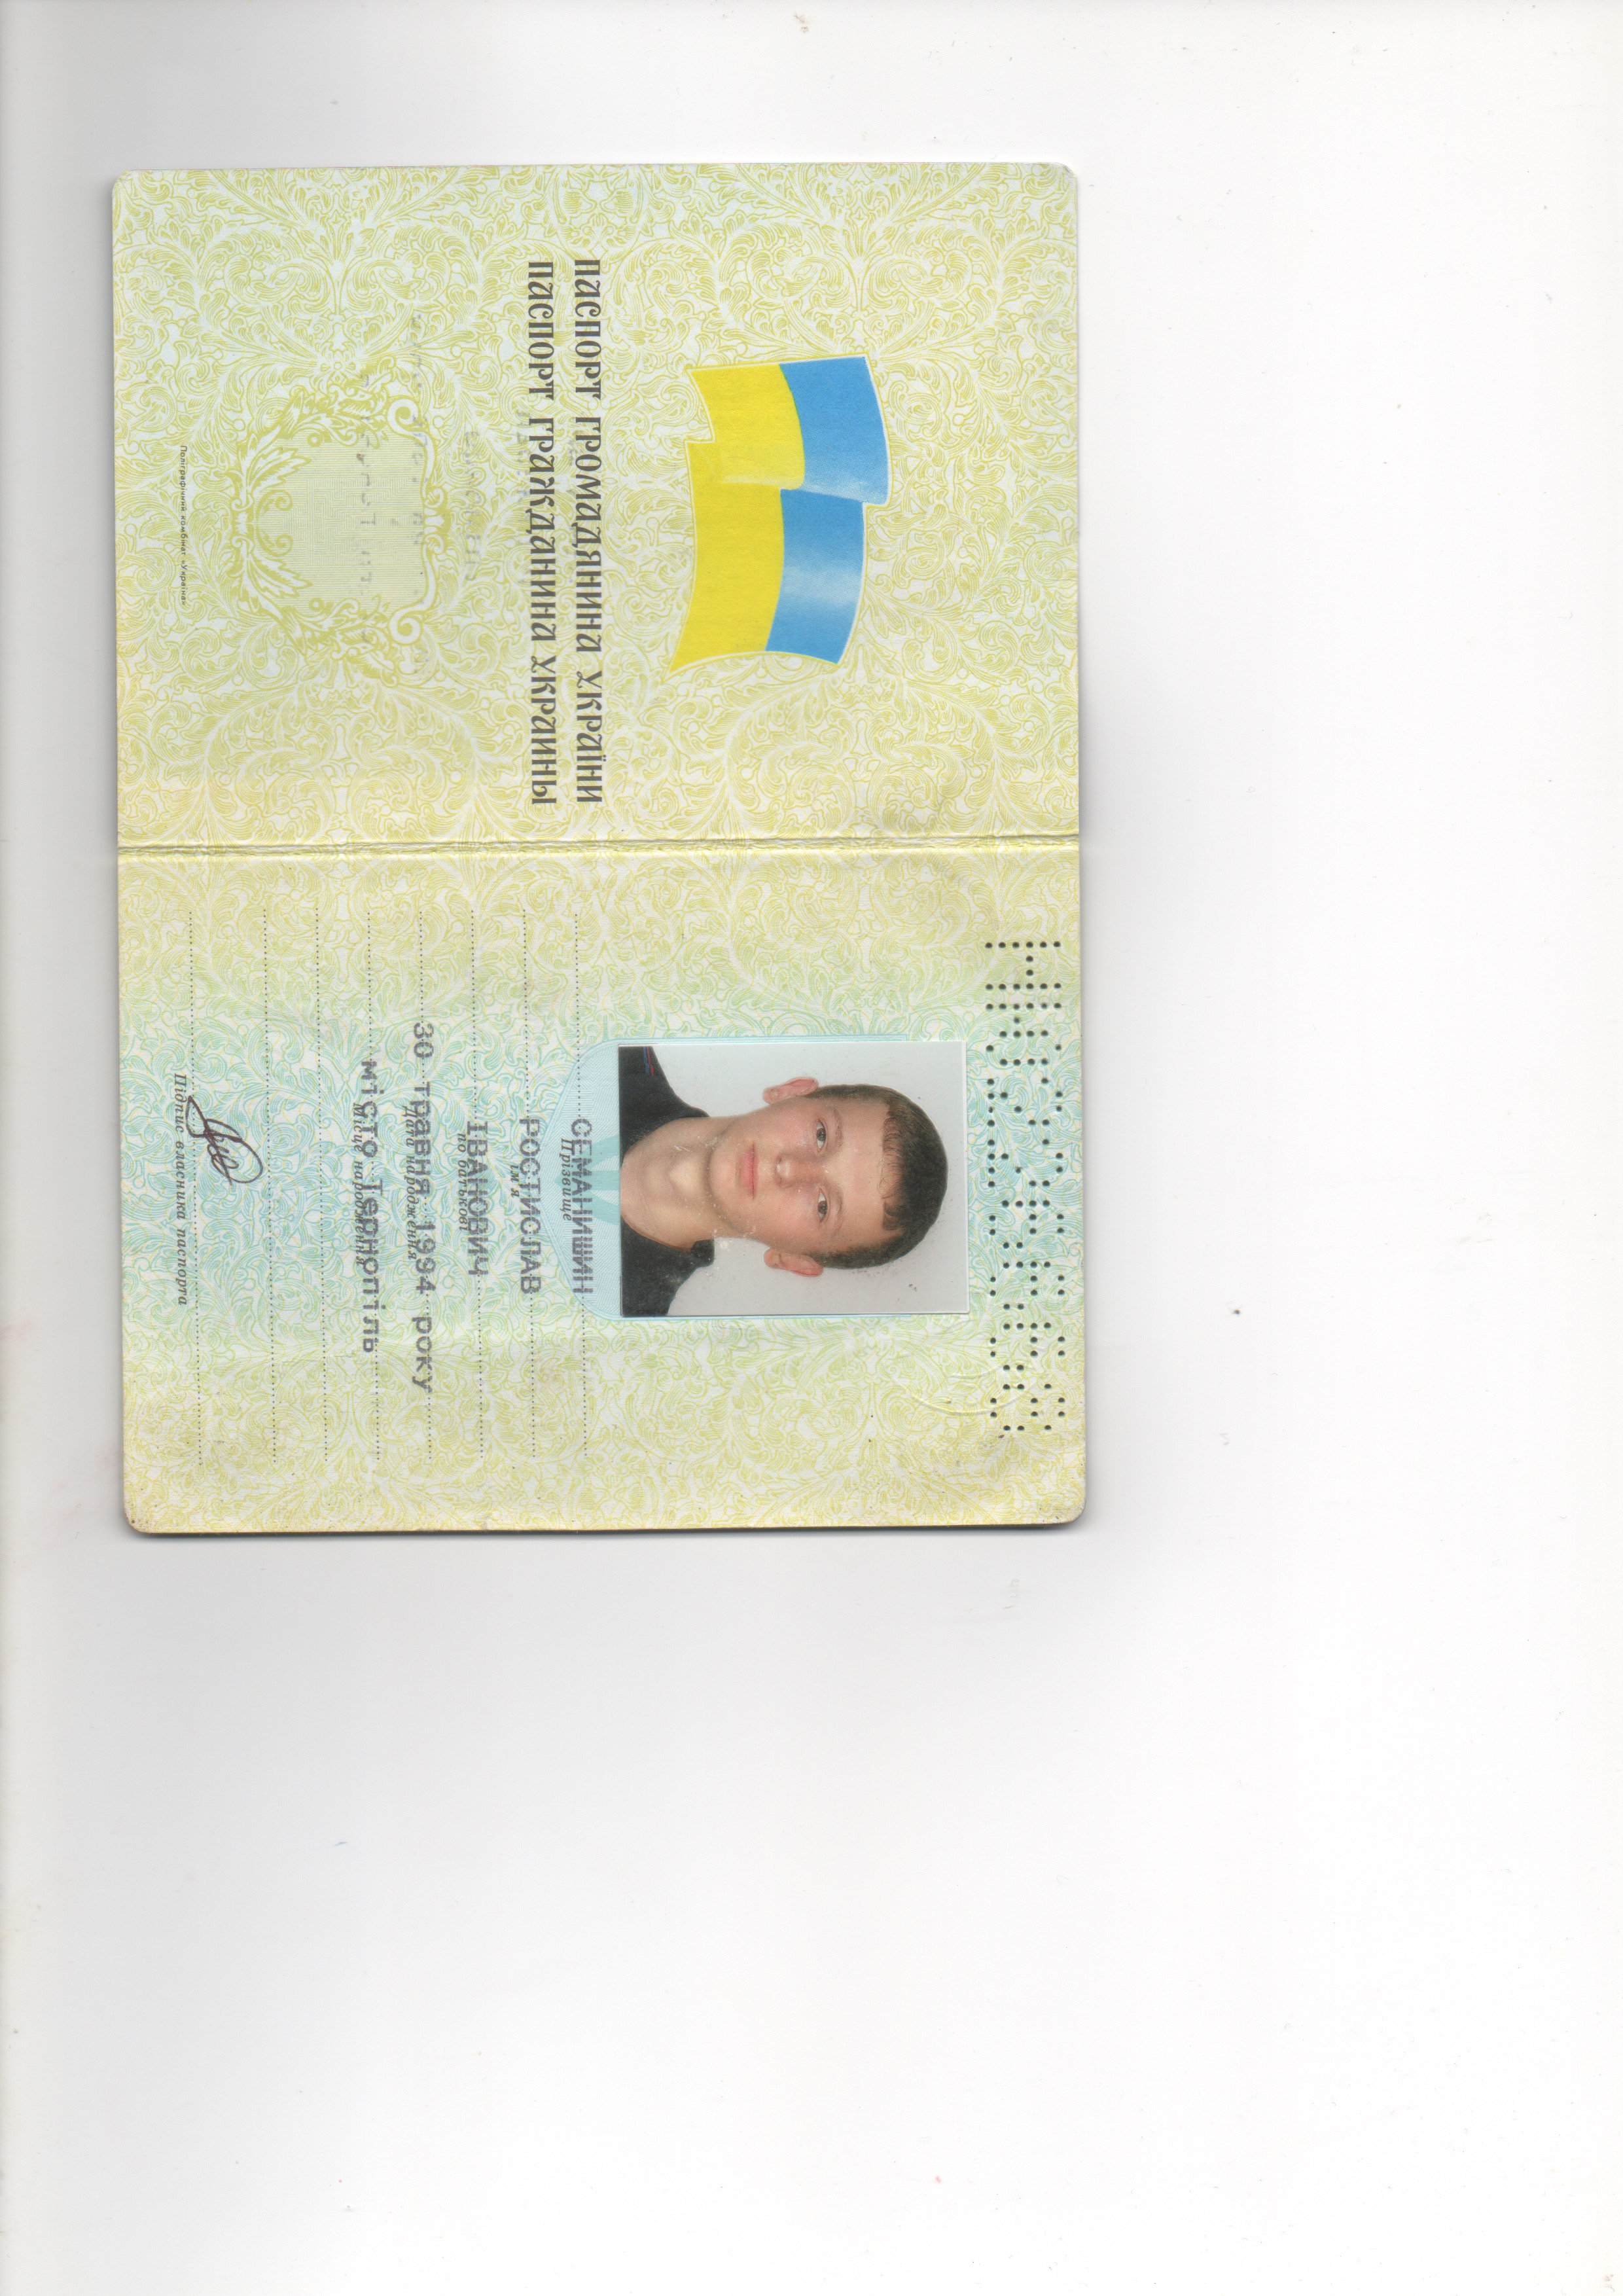 ПАСПОРТ ГРОМАДЯНИНА УКРАЇНИ
ПАСПОРТ ГРАЖДАНИНА УКРАИНЫ
Поліграфічний комбінат «Україна»
СЕМАНИШИН
Прізвище
РОСТИСЛАВ
Ім'я
ІВАНОВИЧ
по батькові
30 травня 1994 року
Дата народження
місто Тернопіль
Місце народження
Підпис власника паспорта